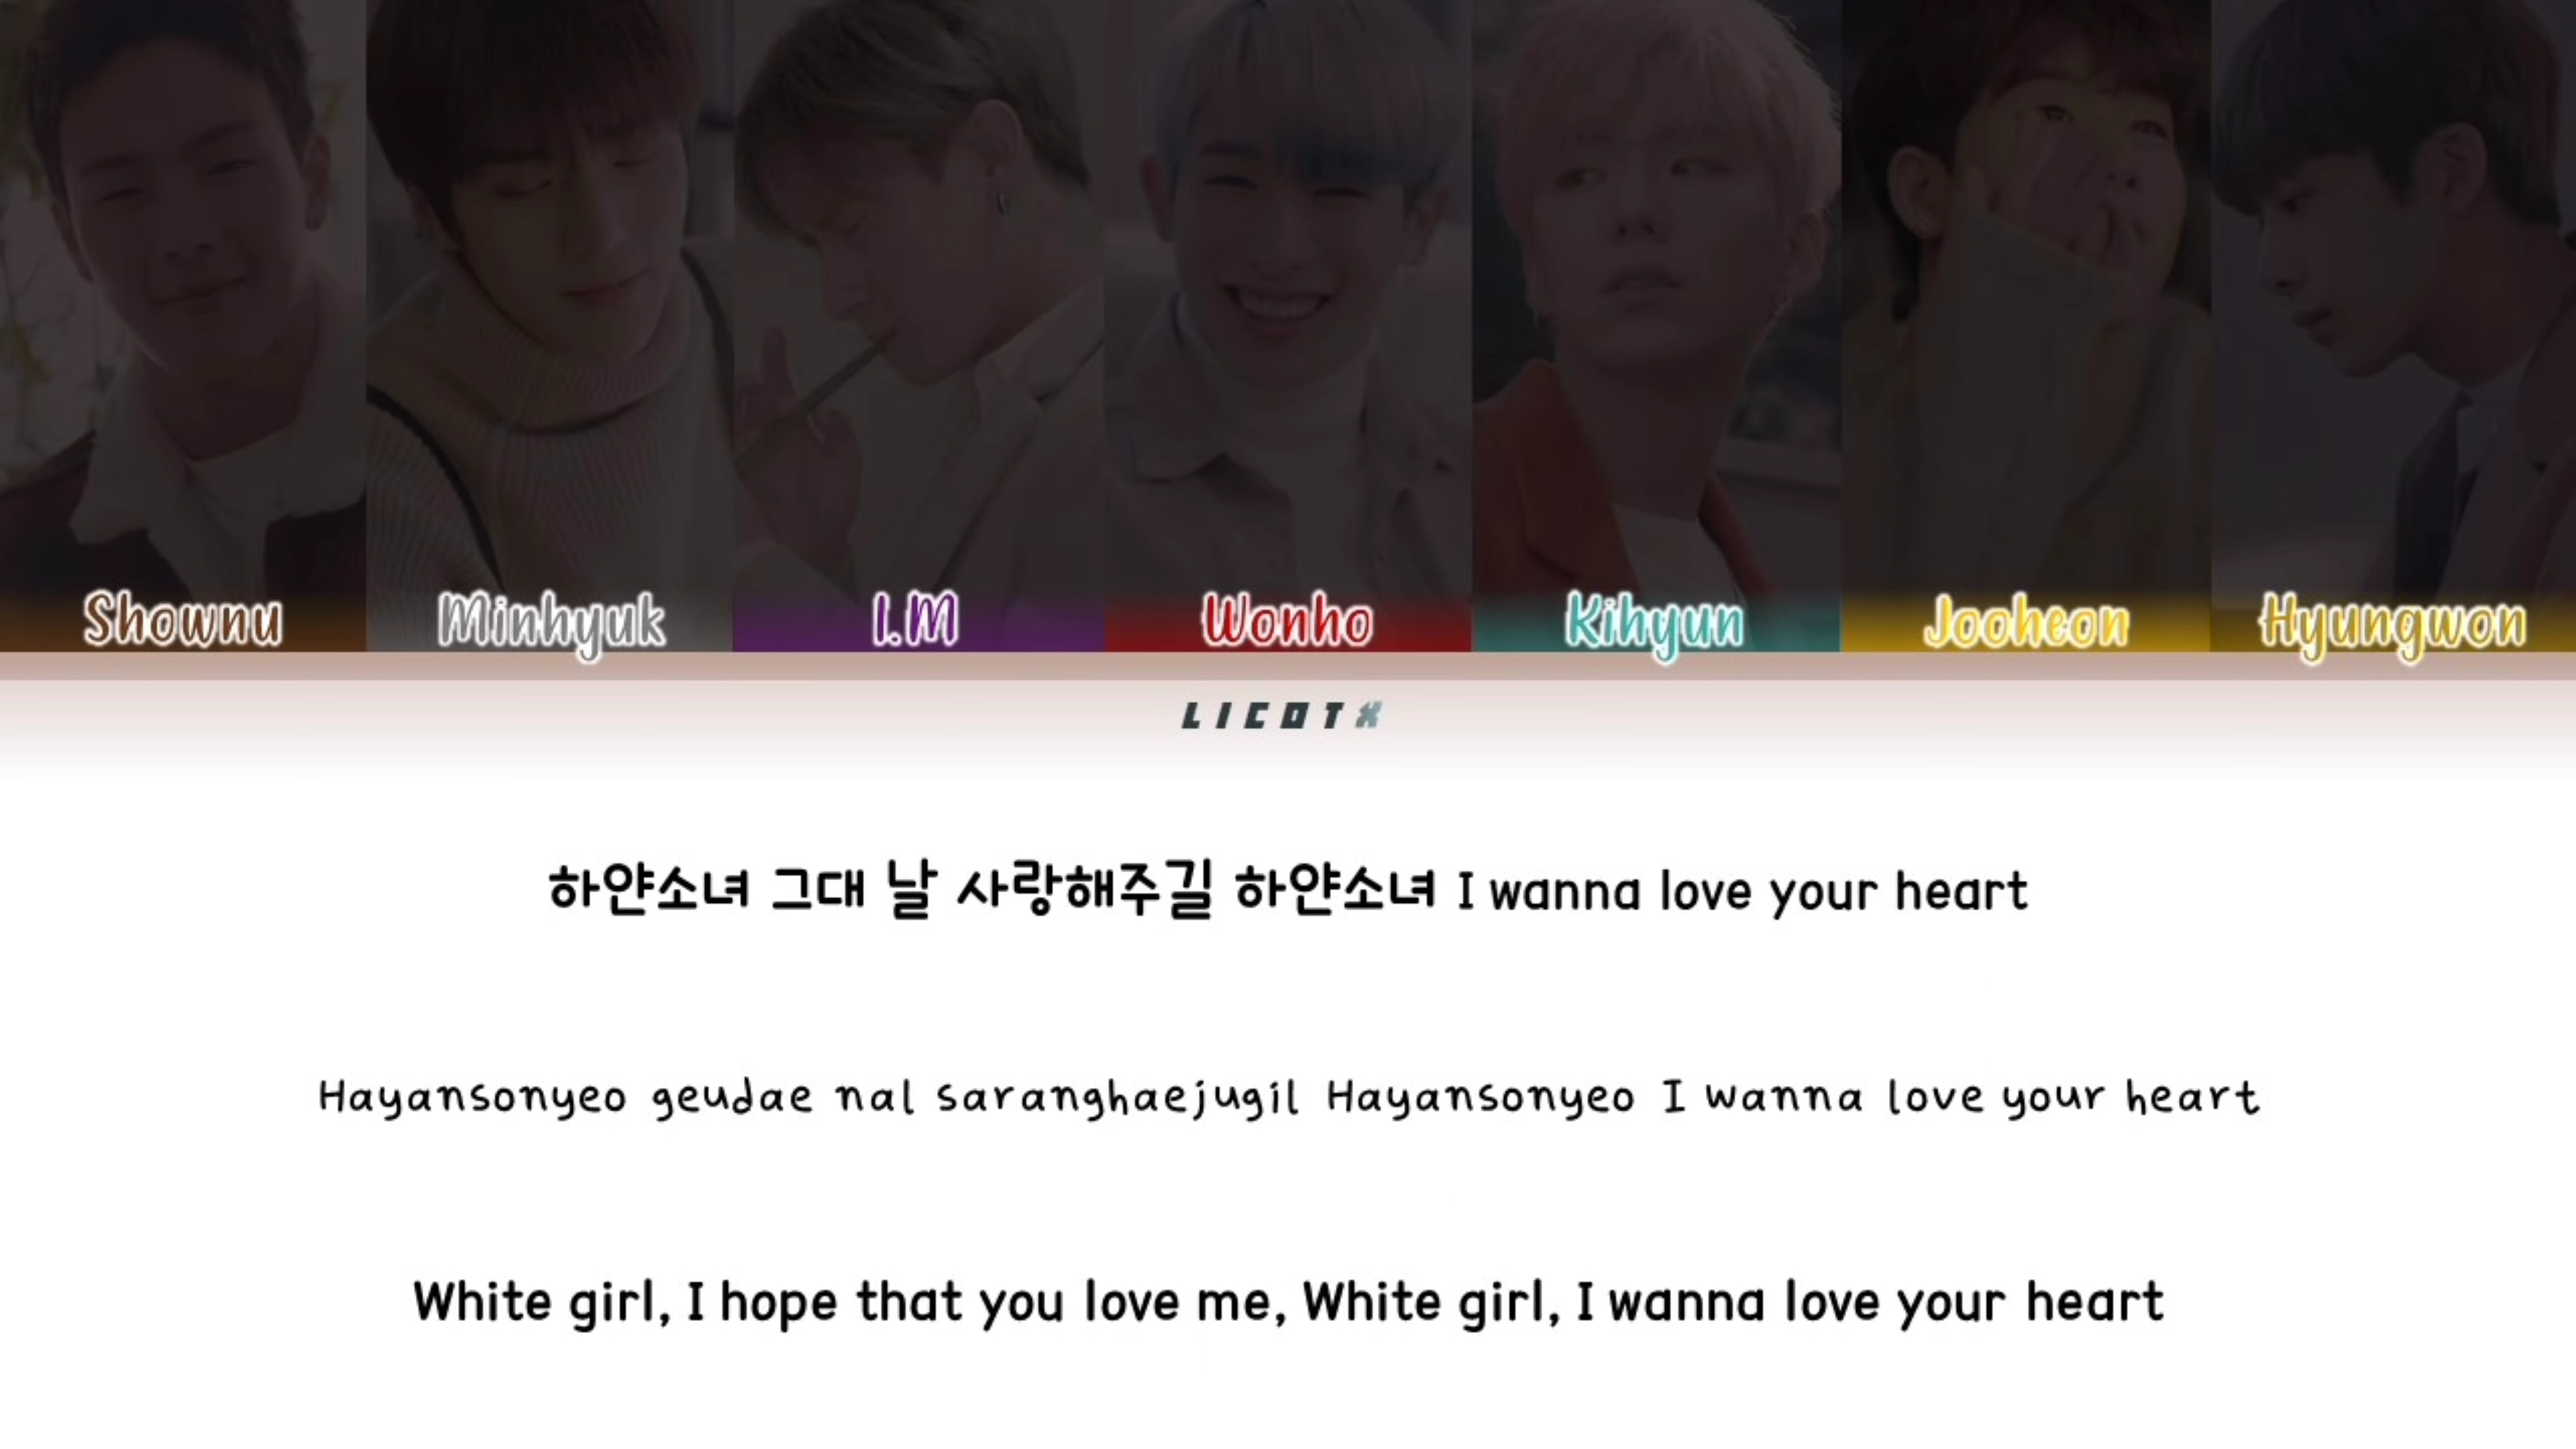 Shownu Minhyuk I.M Wonho Kihyun Jooheon Hyungwon
LICOTX
하얀소녀 그대 날 사랑해주길 하얀소녀 I wanna love your heart
Hayansonyeo geudae nal saranghaejugil Hayansonyeo I wanna love your heart
White girl, I hope that you love me, White girl, I wanna love your heart